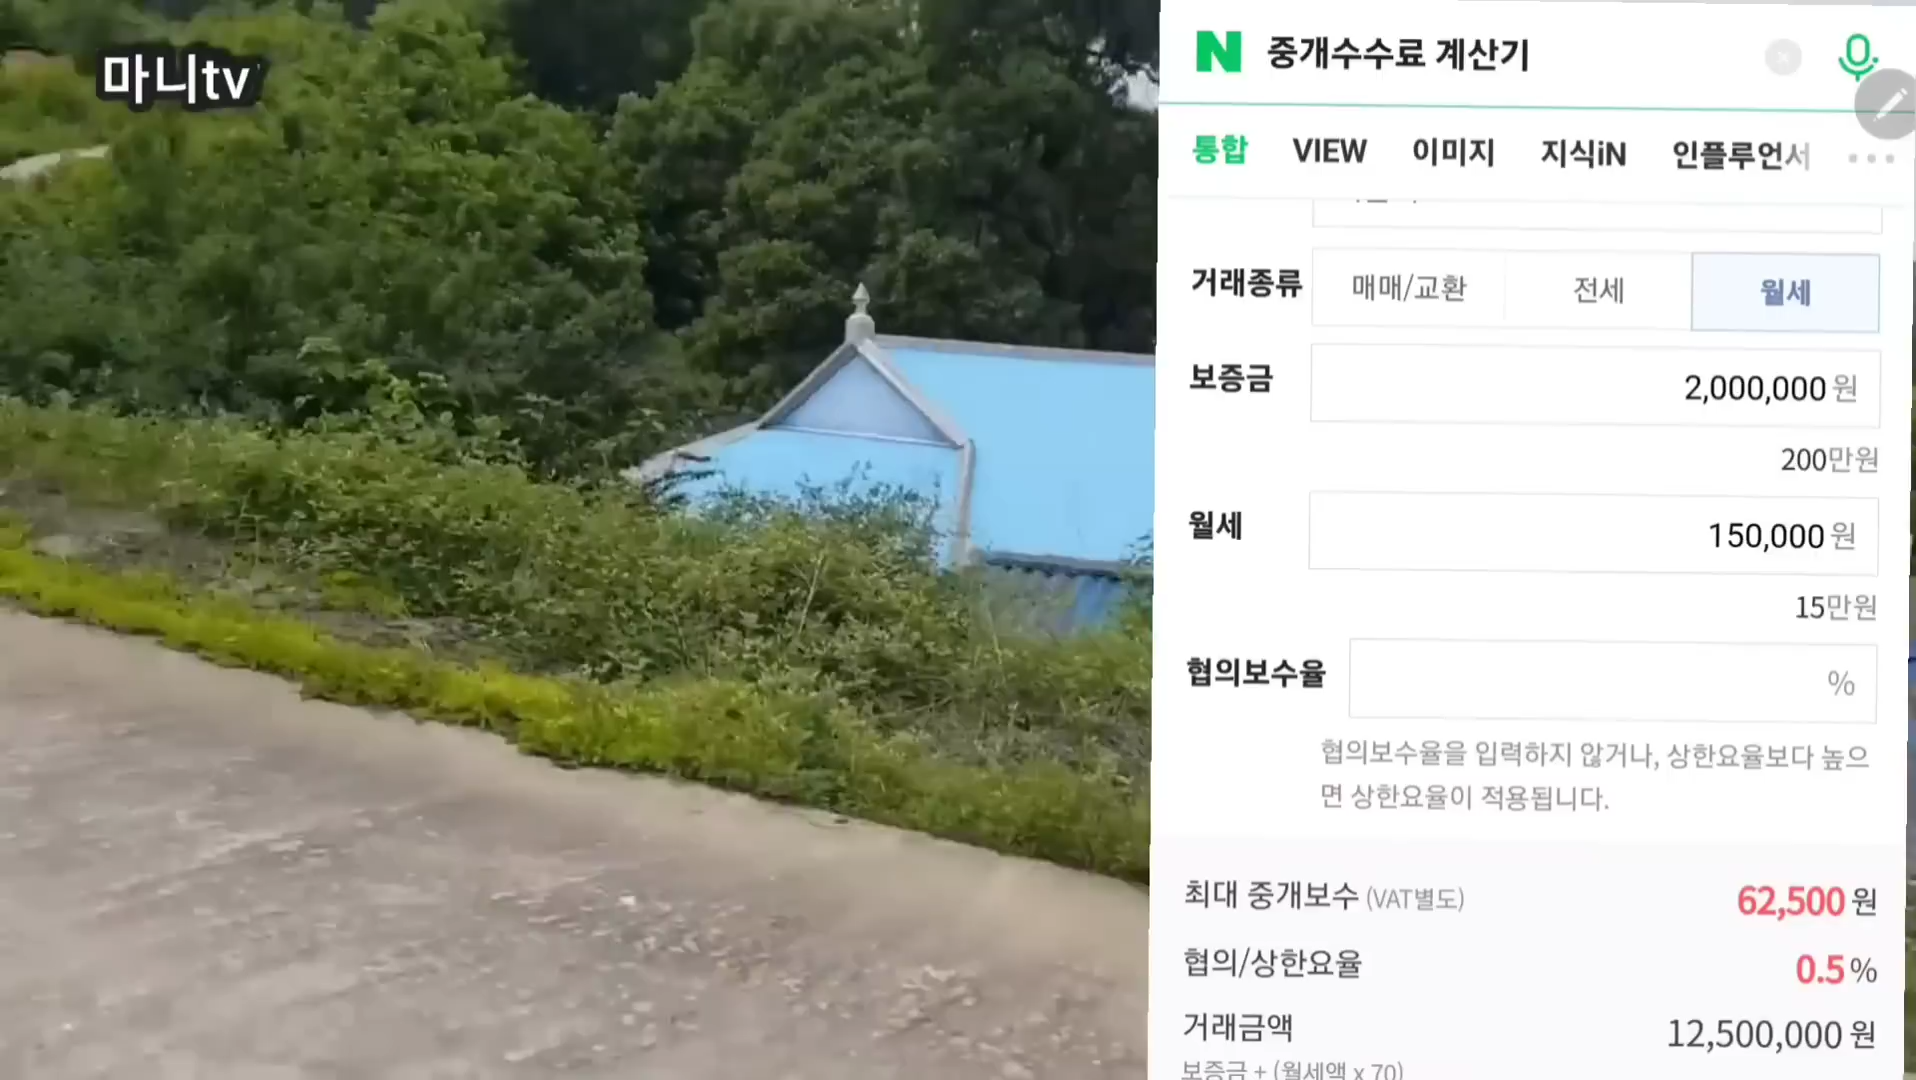 마니tv
N 중개수수료 계산기
통합 VIEW 이미지 지식iN 인플루언서
거래종류 매매/교환 전세 월세
보증금 2,000,000 원
200만원
월세 150,000 원
15만원
협의보수율 %
협의보수율을 입력하지 않거나, 상한요율보다 높으
면 상한요율이 적용됩니다.
최대 중개보수 (VAT별도) 62,500 원
협의/상한요율 0.5 %
거래금액 12,500,000 원
보증금 + (월세액 x 70)